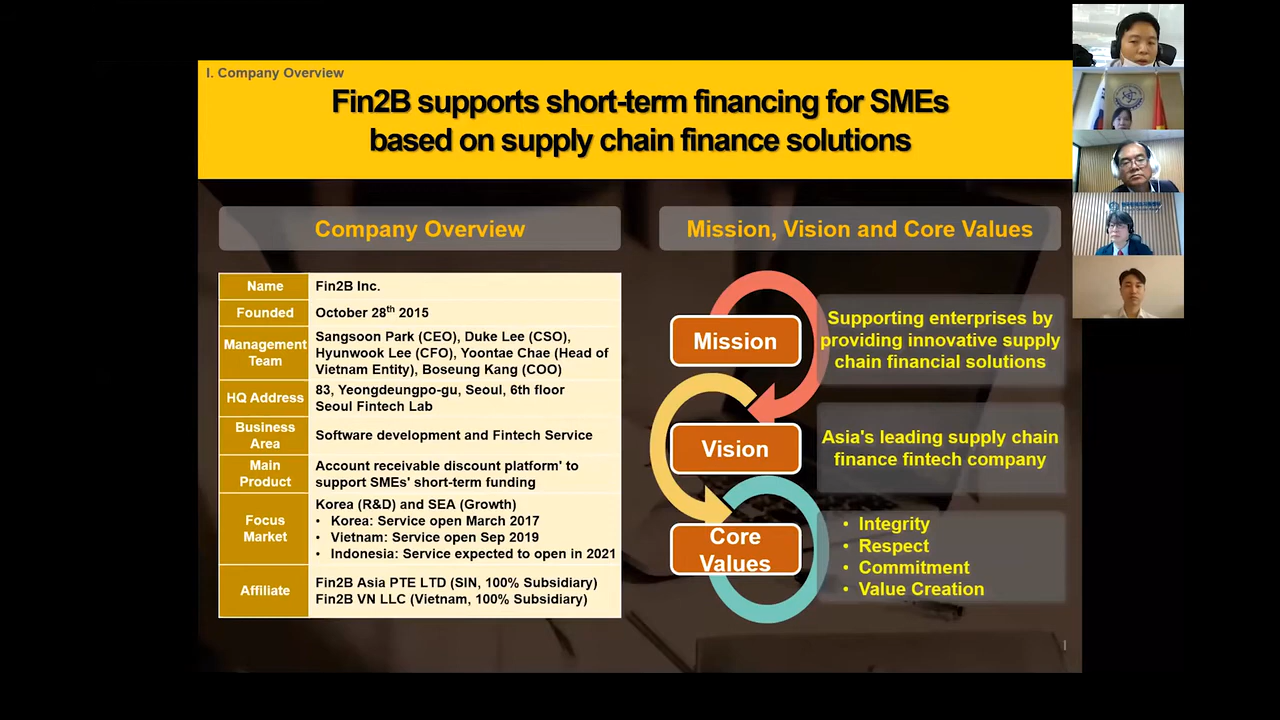 I. Company Overview
Fin2B supports short-term financing for SMEs
based on supply chain finance solutions
Company Overview
Name
Fin2B Inc.
Founded
October 28th 2015
Management
Team
Sangsoon Park (CEO), Duke Lee (CSO),
Hyunwook Lee (CFO), Yoontae Chae (Head of
Vietnam Entity), Boseung Kang (COO)
HQ Address
83, Yeongdeungpo-gu, Seoul, 6th floor
Seoul Fintech Lab
Business
Area
Software development and Fintech Service
Main
Product
Account receivable discount platform' to
support SMEs' short-term funding
Focus
Market
Korea (R&D) and SEA (Growth)
• Korea: Service open March 2017
• Vietnam: Service open Sep 2019
• Indonesia: Service expected to open in 2021
Affiliate
Fin2B Asia PTE LTD (SIN, 100% Subsidiary)
Fin2B VN LLC (Vietnam, 100% Subsidiary)
Mission, Vision and Core Values
Mission
Supporting enterprises by
providing innovative supply
chain financial solutions
Vision
Asia's leading supply chain
finance fintech company
Core
Values
• Integrity
• Respect
• Commitment
• Value Creation